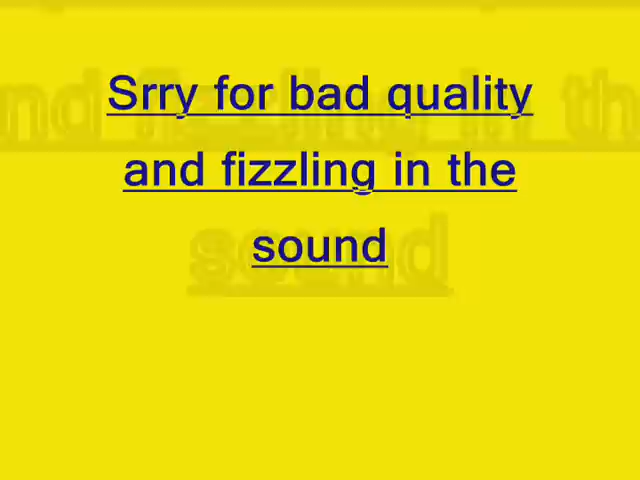 Srry for bad quality
and fizzling in the
sound